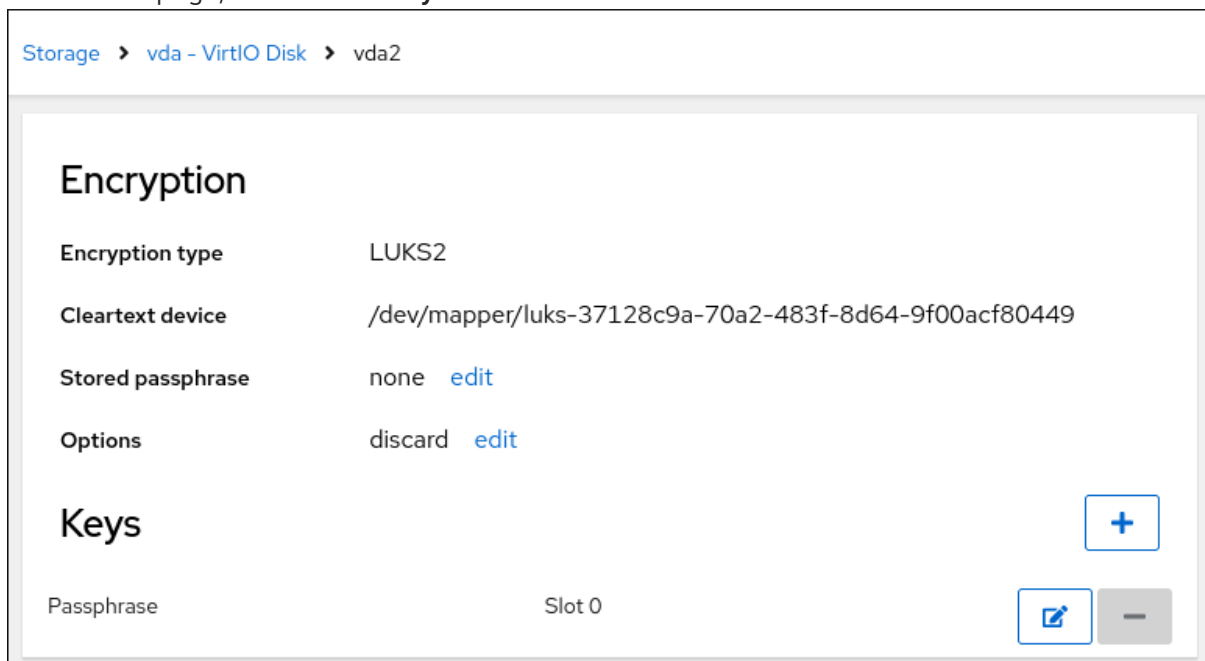 Storage > vda - VirtIO Disk > vda2
Encryption
Encryption type LUKS2
Cleartext device /dev/mapper/luks-37128c9a-70a2-483f-8d64-9f00acf80449
Stored passphrase none edit
Options discard edit
Keys +
Passphrase Slot 0 −